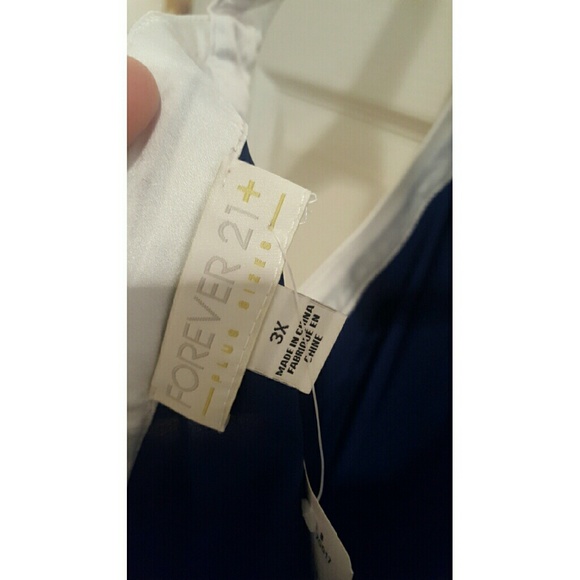 FOREVER 21+
PLUS SIZES
3X
MADE IN CHINA
FABRIQUÉ EN
CHINE